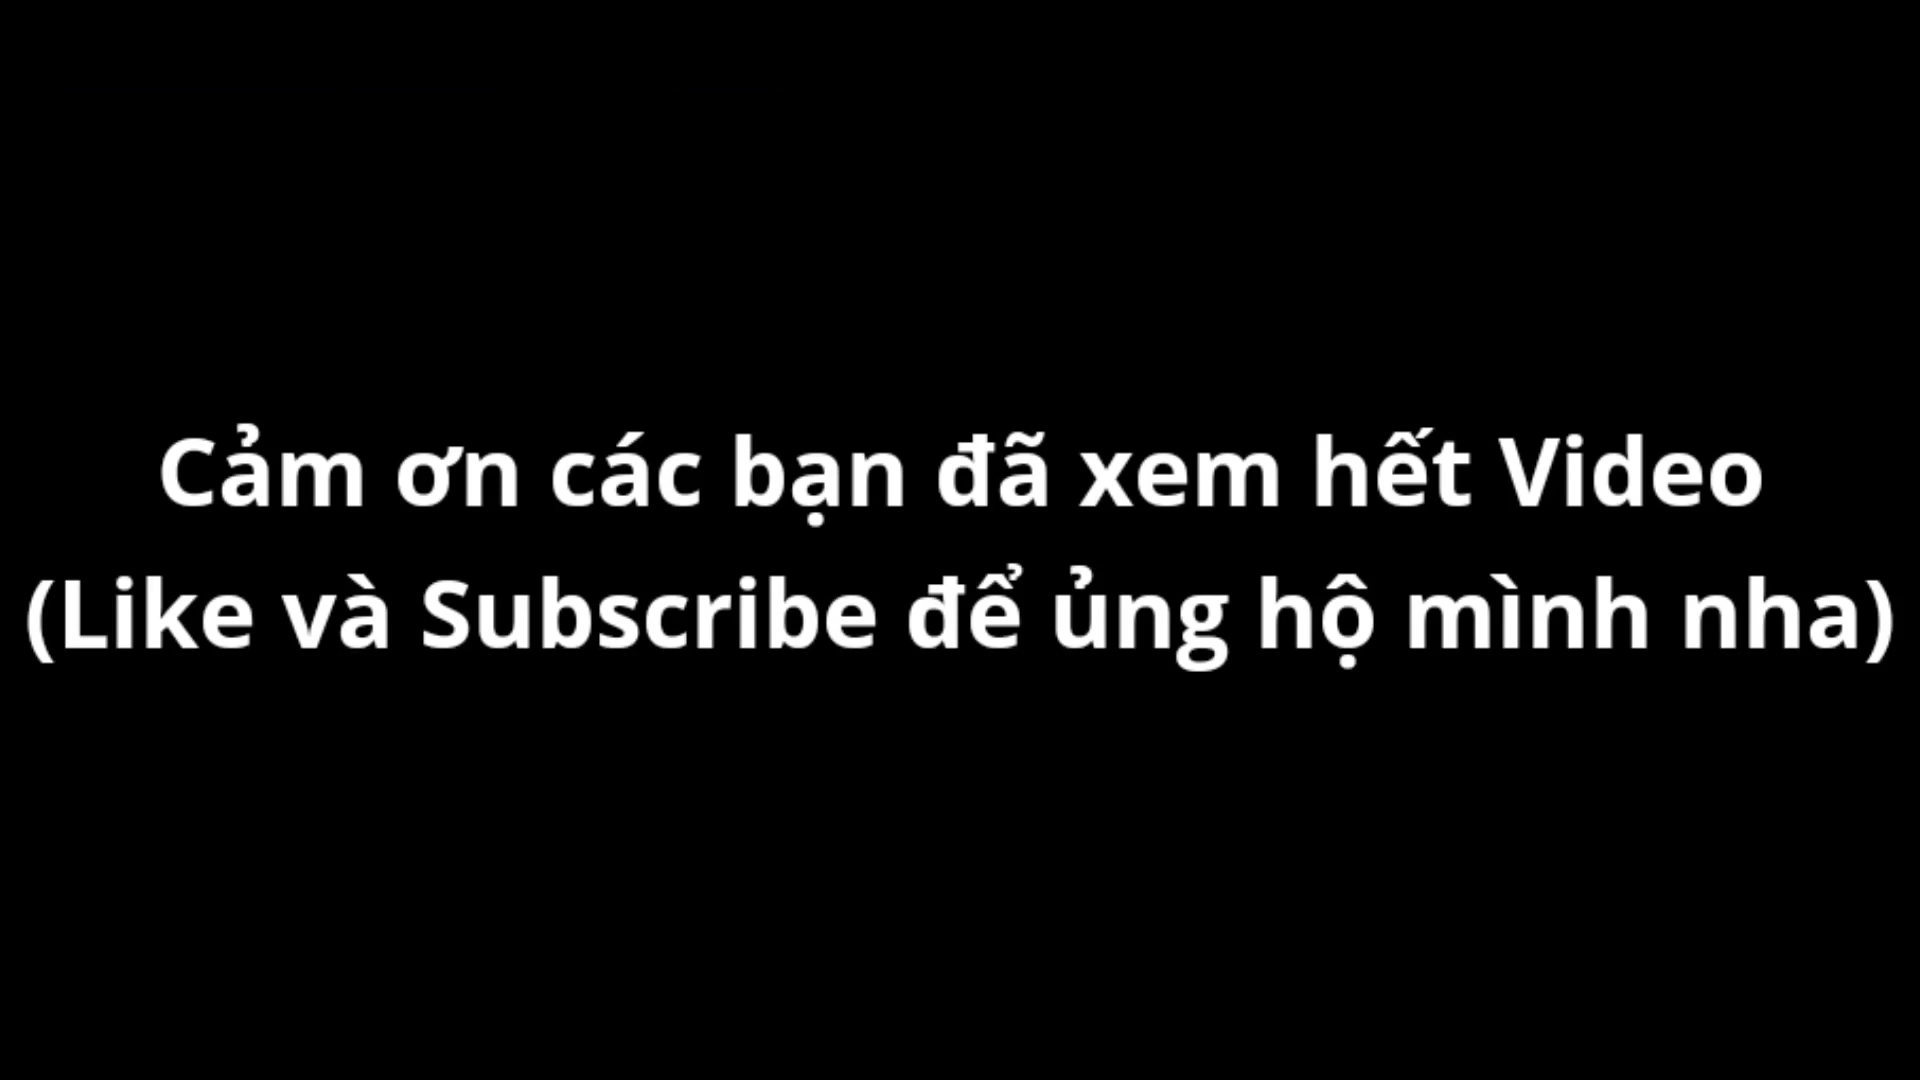 Cảm ơn các bạn đã xem hết Video
(Like và Subscribe để ủng hộ mình nha)